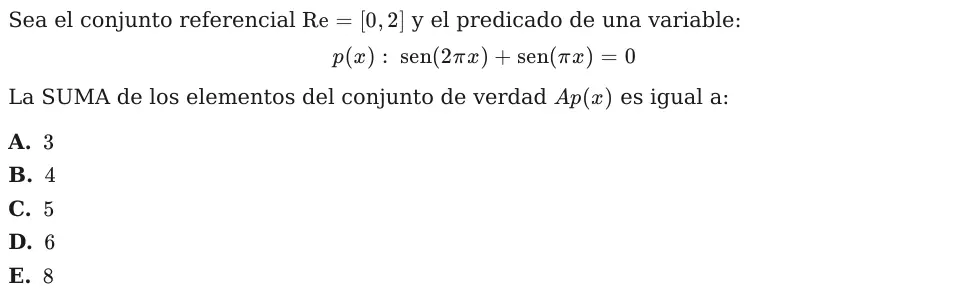 Sea el conjunto referencial Re = [0, 2] y el predicado de una variable:
p(x) : sen(2πx) + sen(πx) = 0
La SUMA de los elementos del conjunto de verdad Ap(x) es igual a:
A. 3
B. 4
C. 5
D. 6
E. 8